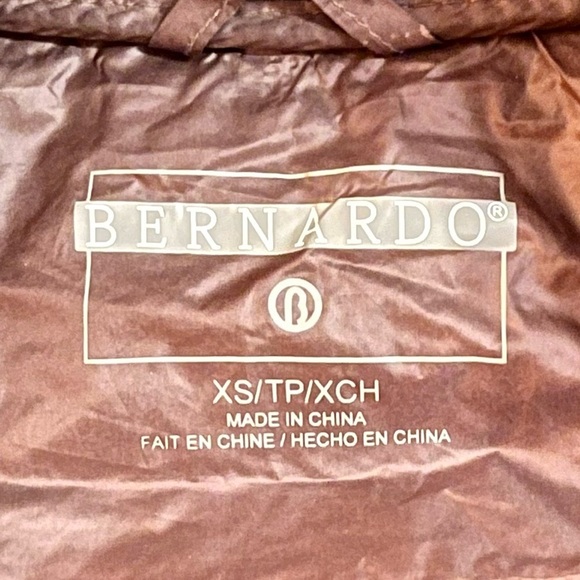 BERNARDO®
B
XS/TP/XCH
MADE IN CHINA
FAIT EN CHINE / HECHO EN CHINA